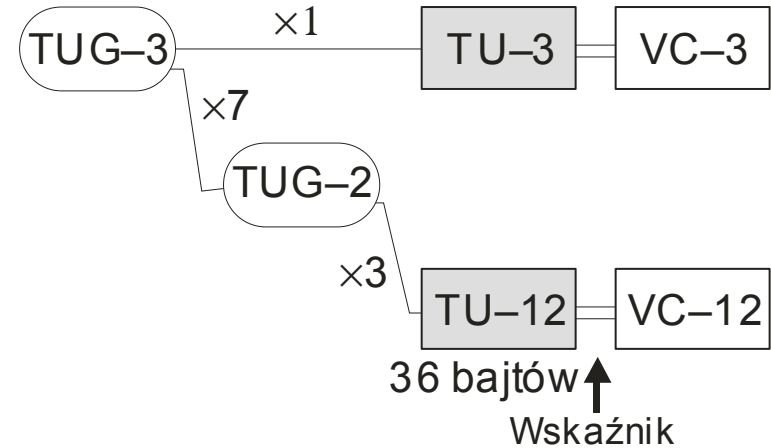 ×1
TUG–3
TU–3
VC–3
×7
TUG–2
×3
TU–12
VC–12
36 bajtów
Wskaźnik